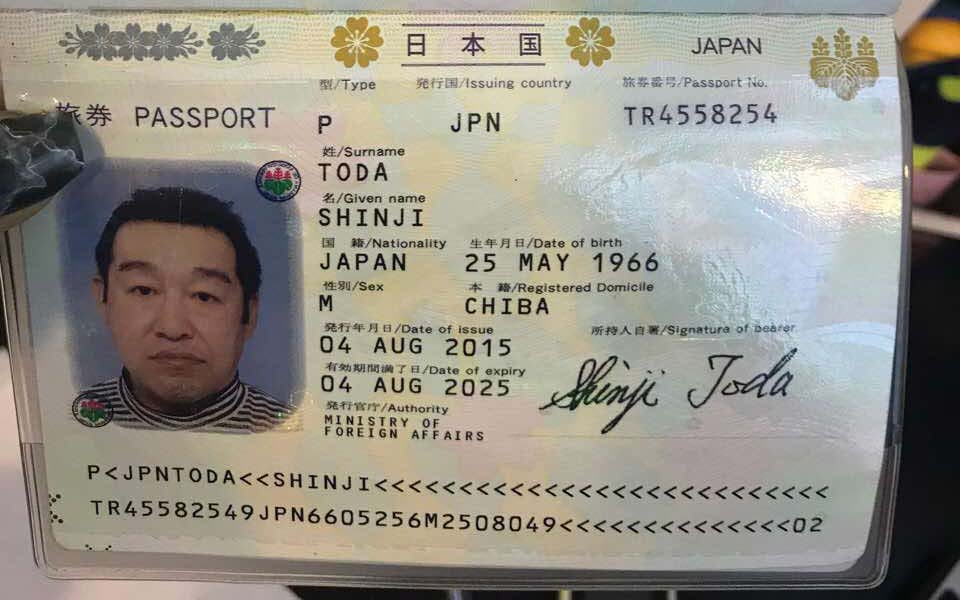 日本国
JAPAN
型/Type 発行国/Issuing country 旅券番号/Passport No.
旅券 PASSPORT
P JPN TR4558254
姓/Surname
TODA
名/Given name
SHINJI
国 籍/Nationality 生年月日/Date of birth
JAPAN 25 MAY 1966
性別/Sex 本 籍/Registered Domicile
M CHIBA
発行年月日/Date of issue 所持人自署/Signature of bearer
04 AUG 2015
有効期間満了日/Date of expiry
04 AUG 2025
Shinji Toda
発行官庁/Authority
MINISTRY OF
FOREIGN AFFAIRS
P<JPNTODA<<SHINJI<<<<<<<<<<<<<<<<<<<<<<<<<<<
TR45582549JPN6605256M2508049<<<<<<<<<<<<<<02